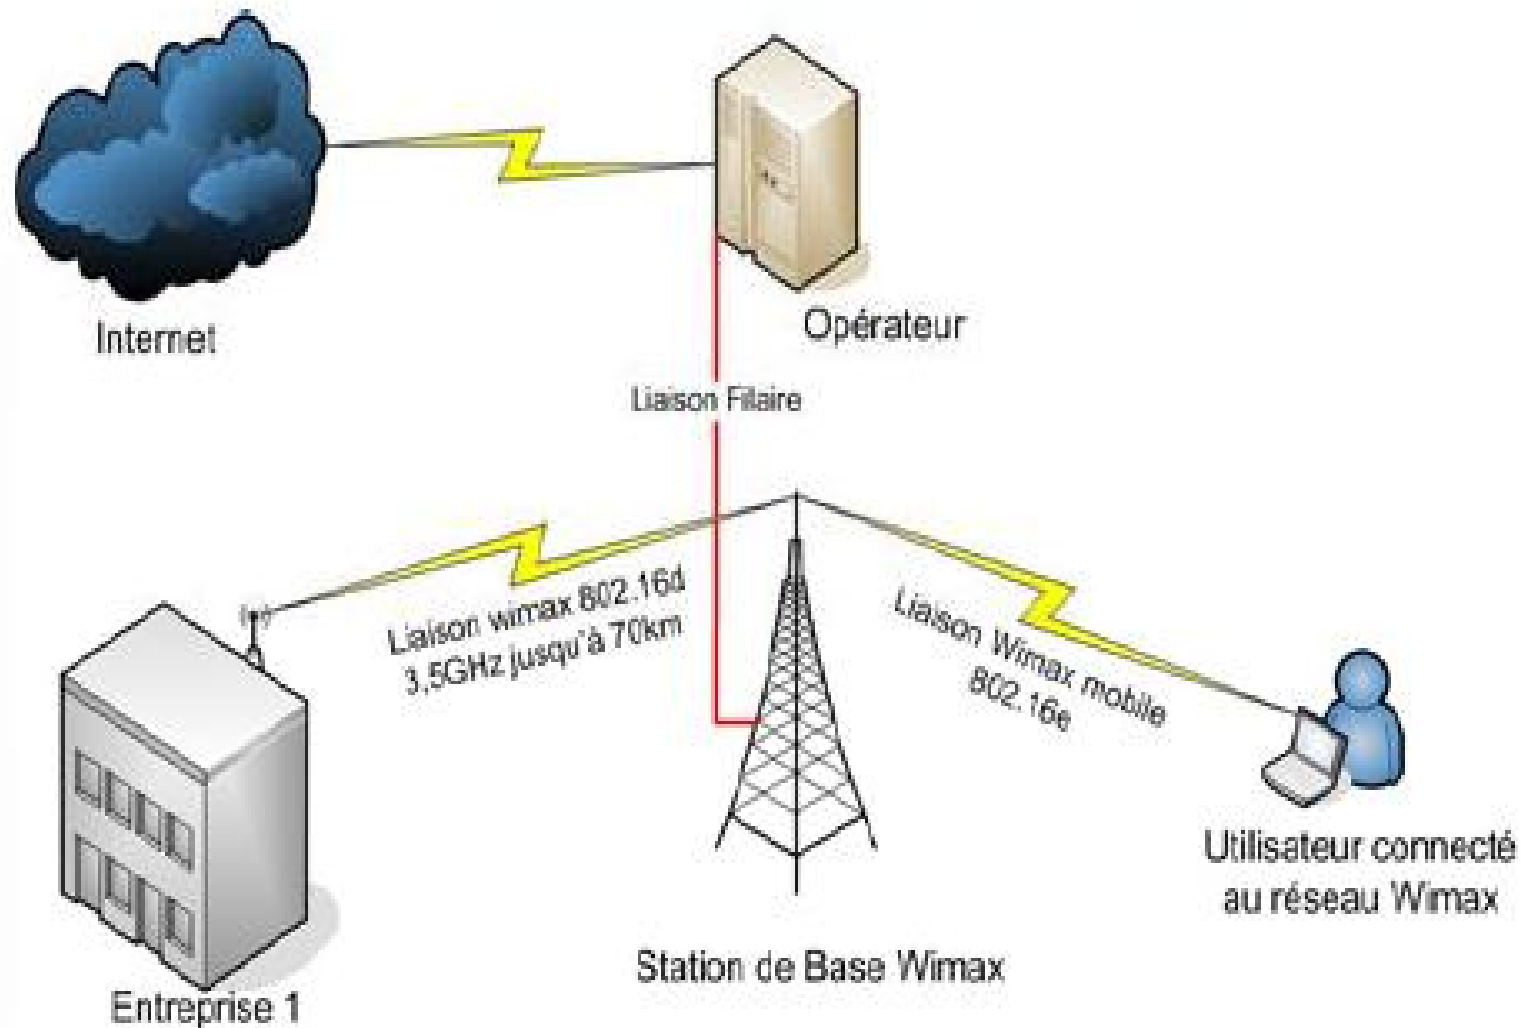 Internet
Opérateur
Liaison Filaire
Liaison wimax 802.16d
3,5GHz jusqu'à 70km
Liaison Wimax mobile
802.16e
Utilisateur connecté
au réseau Wimax
Station de Base Wimax
Entreprise 1